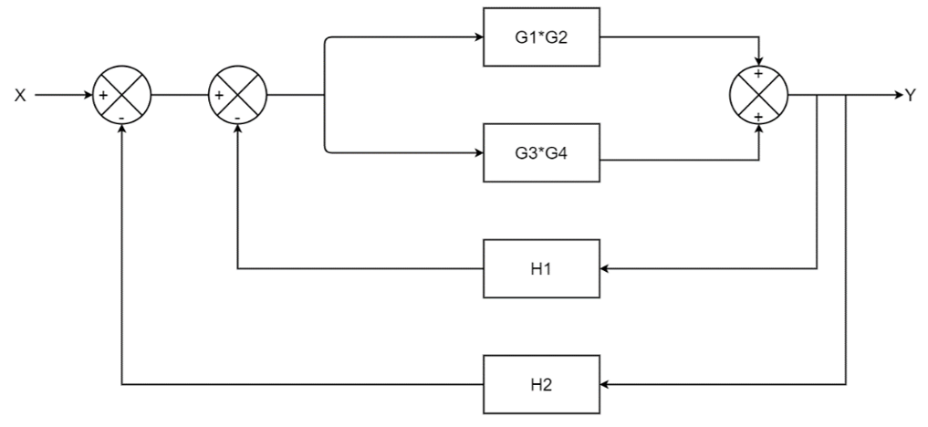 G1*G2
X
+
-
+
-
+
+
Y
G3*G4
H1
H2